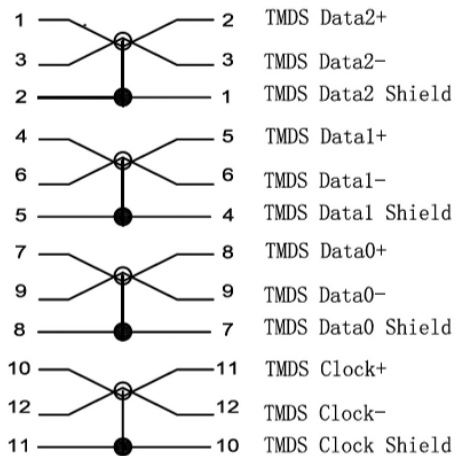 1 2 TMDS Data2+
3 3 TMDS Data2-
2 1 TMDS Data2 Shield
4 5 TMDS Data1+
6 6 TMDS Data1-
5 4 TMDS Data1 Shield
7 8 TMDS Data0+
9 9 TMDS Data0-
8 7 TMDS Data0 Shield
10 11 TMDS Clock+
12 12 TMDS Clock-
11 10 TMDS Clock Shield